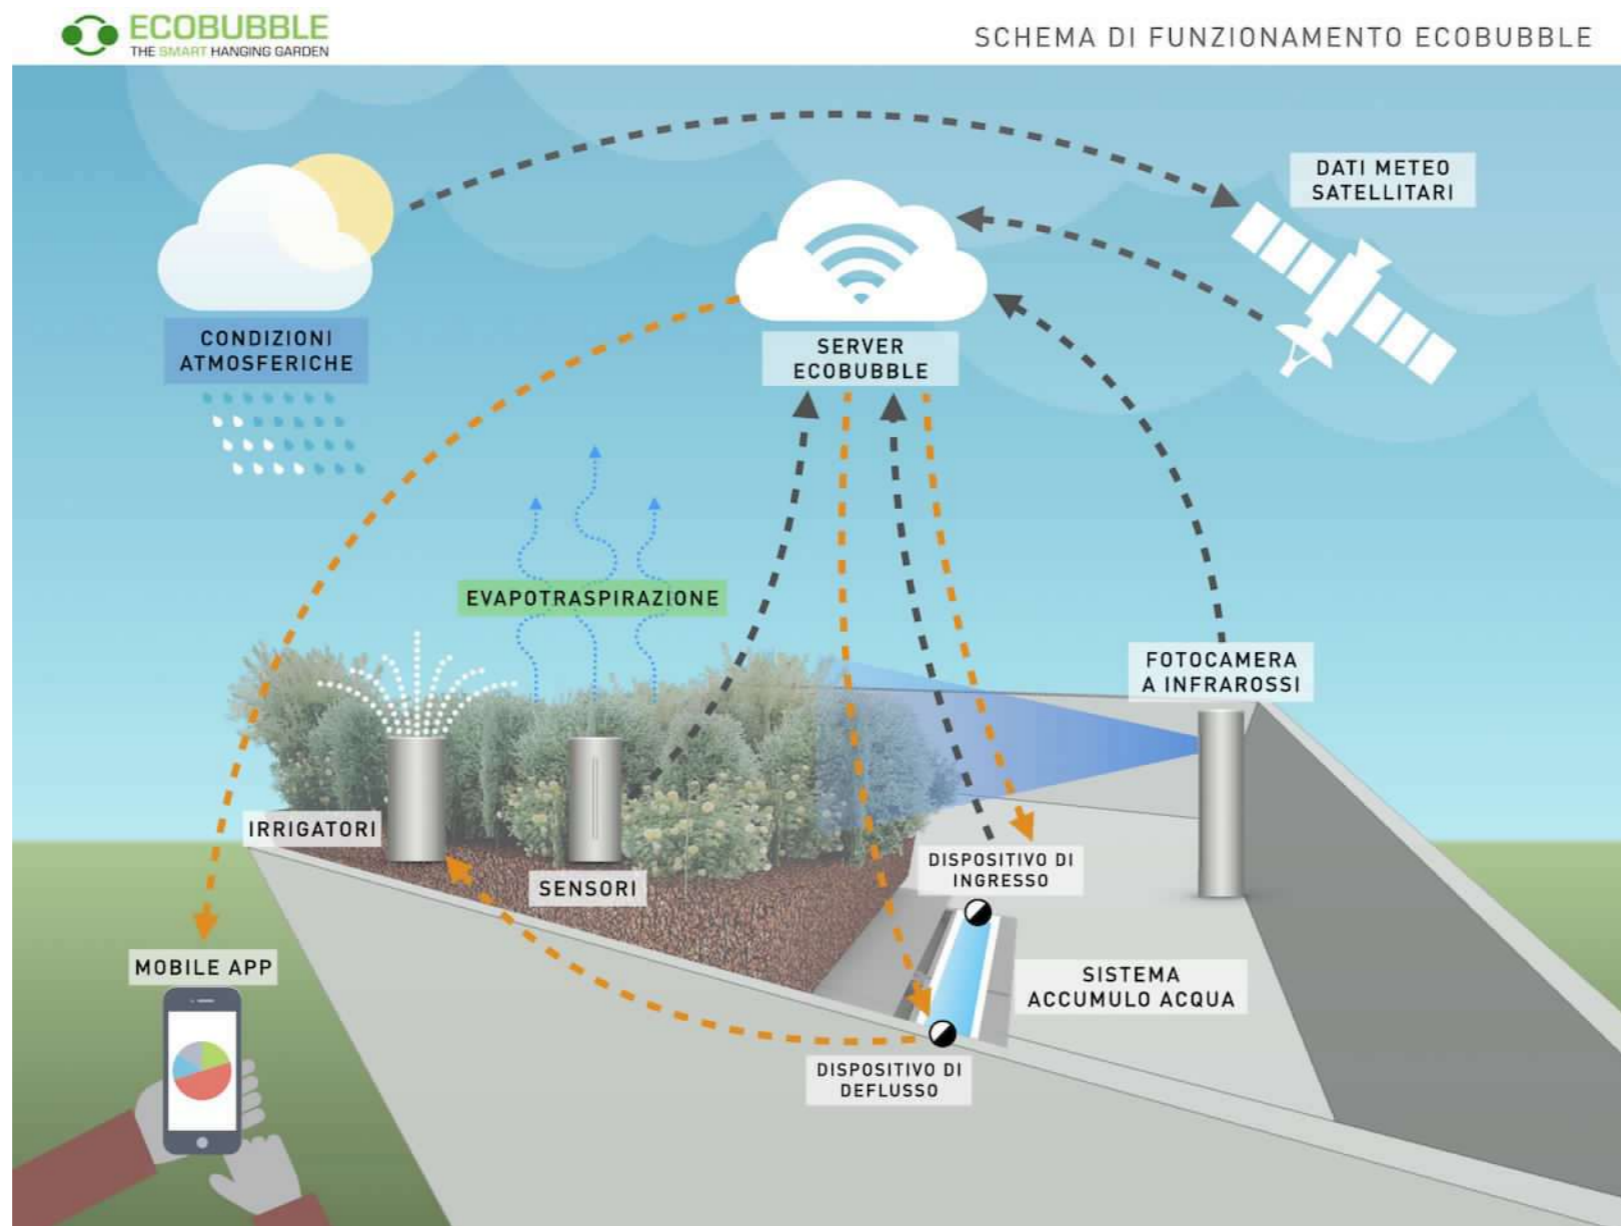 ECOBUBBLE
THE SMART HANGING GARDEN
SCHEMA DI FUNZIONAMENTO ECOBUBBLE
DATI METEO
SATELLITARI
CONDIZIONI
ATMOSFERICHE
SERVER
ECOBUBBLE
EVAPOTRASPIRAZIONE
FOTOCAMERA
A INFRAROSSI
IRRIGATORI
SENSORI
DISPOSITIVO DI
INGRESSO
MOBILE APP
SISTEMA
ACCUMULO ACQUA
DISPOSITIVO DI
DEFLUSSO